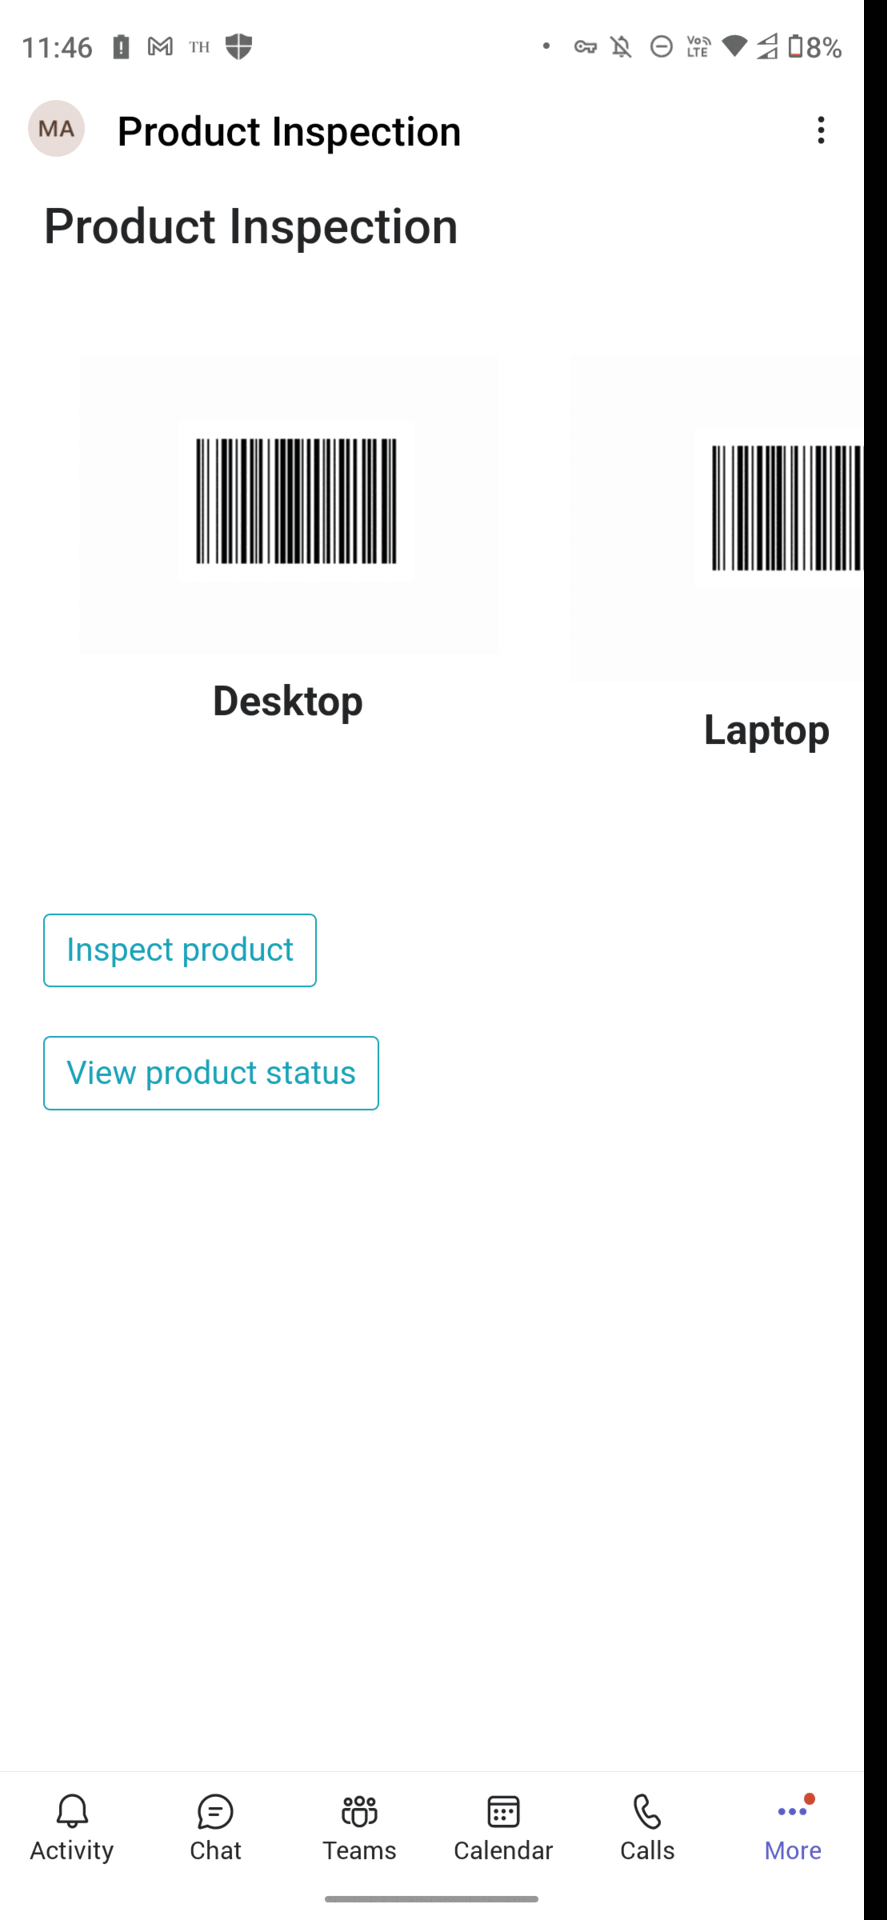 11:46 TH Vo LTE 8%
MA Product Inspection
Product Inspection
Desktop
Laptop
Inspect product
View product status
Activity Chat Teams Calendar Calls More